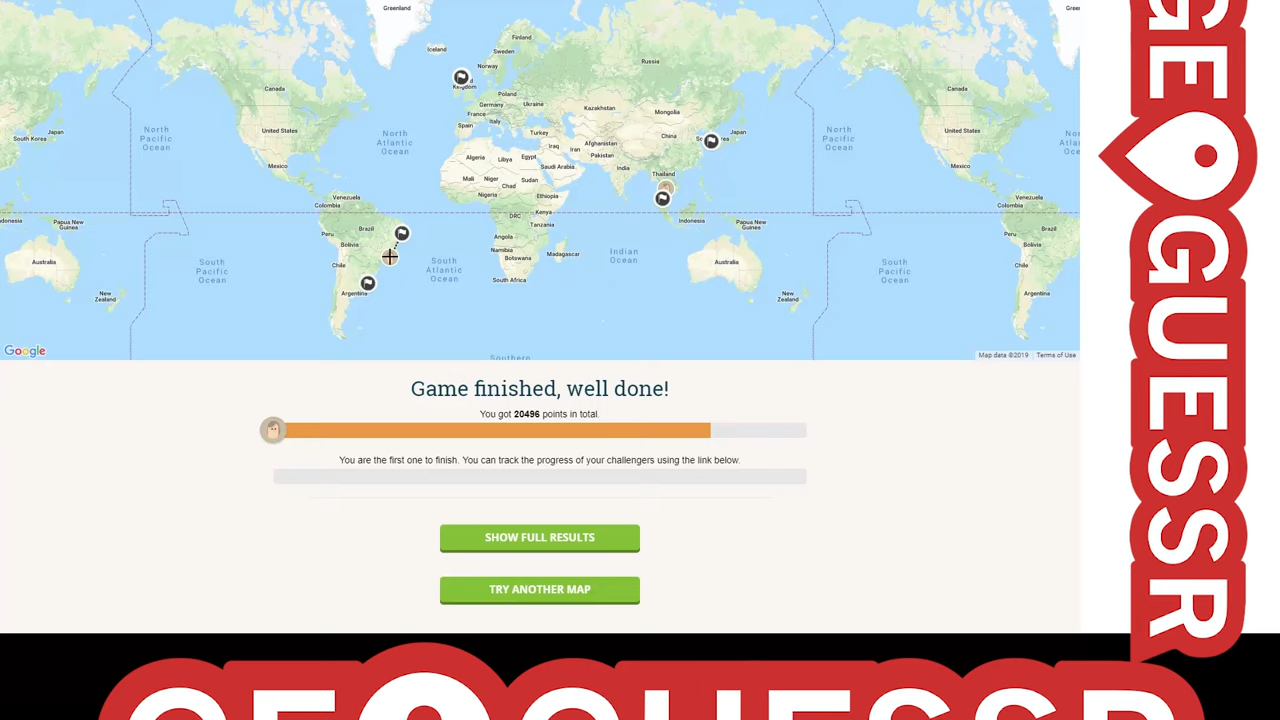 Greenland
Greenland
Iceland
Finland
Sweden
Norway
Russia
Canada
Canada
Poland
Germany
Ukraine
Kazakhstan
Mongolia
France
Italy
Spain
Turkey
China
Japan
Japan
South Korea
North
Pacific
Ocean
United States
North
Atlantic
Ocean
North
Pacific
Ocean
United States
Iraq
Iran
Afghanistan
Pakistan
Algeria
Libya
Egypt
Saudi Arabia
India
Mexico
Mexico
Mali
Niger
Chad
Sudan
Nigeria
Ethiopia
Thailand
Venezuela
Colombia
Venezuela
Colombia
DRC
Kenya
Tanzania
Indonesia
Papua New
Guinea
Papua New
Guinea
Peru
Brazil
Bolivia
Peru
Brazil
Bolivia
Angola
Namibia
Botswana
Madagascar
Indian
Ocean
Australia
Australia
South
Pacific
Ocean
Chile
Argentina
South
Atlantic
Ocean
South Africa
South
Pacific
Ocean
Chile
Argentina
New
Zealand
New
Zealand
Southern
Google
Map data ©2019
Terms of Use
Game finished, well done!
You got 20496 points in total.
You are the first one to finish. You can track the progress of your challengers using the link below.
SHOW FULL RESULTS
TRY ANOTHER MAP
GEOGUESSR
GEOGUESSR